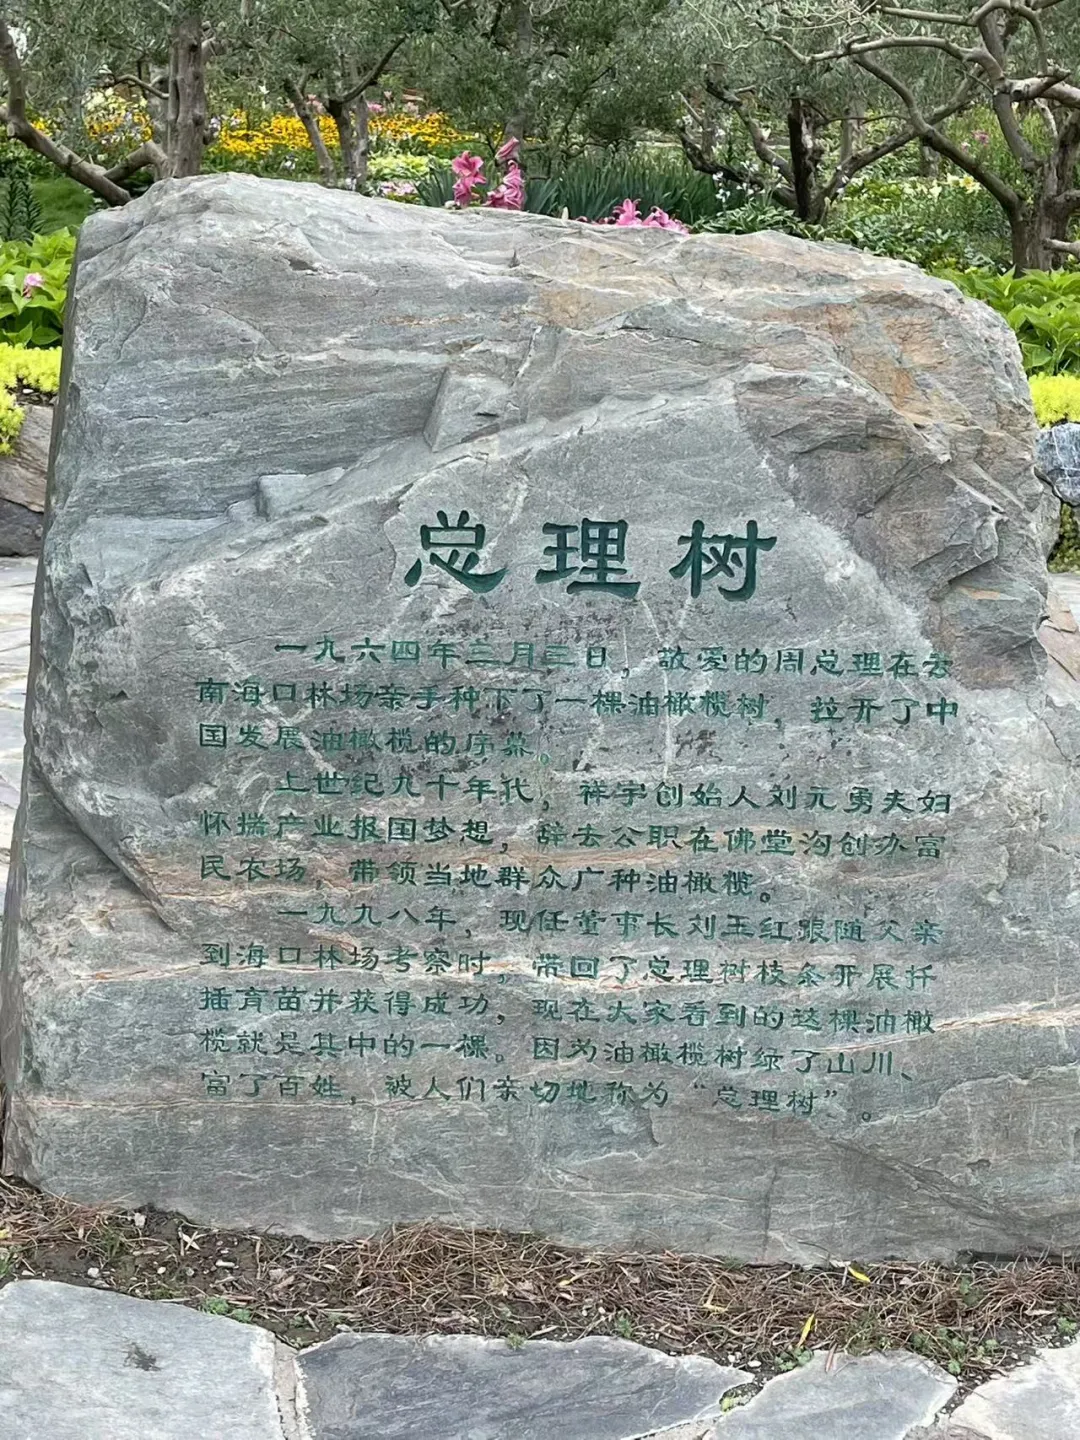 总理树
一九六四年三月三日，敬爱的周总理在云
南海口林场亲手种下了一棵油橄榄树，拉开了中
国发展油橄榄的序幕。
上世纪九十年代，祥宇创始人刘元勇夫妇
怀揣产业报国梦想，辞去公职在佛堂沟创办富
民农场，带领当地群众广种油橄榄。
一九九八年，现任董事长刘玉红跟随父亲
到海口林场考察时，带回了总理树枝条开展扦
插育苗并获得成功，现在大家看到的这棵油橄
榄就是其中的一棵。因为油橄榄树绿了山川、
富了百姓，被人们亲切地称为“总理树”。